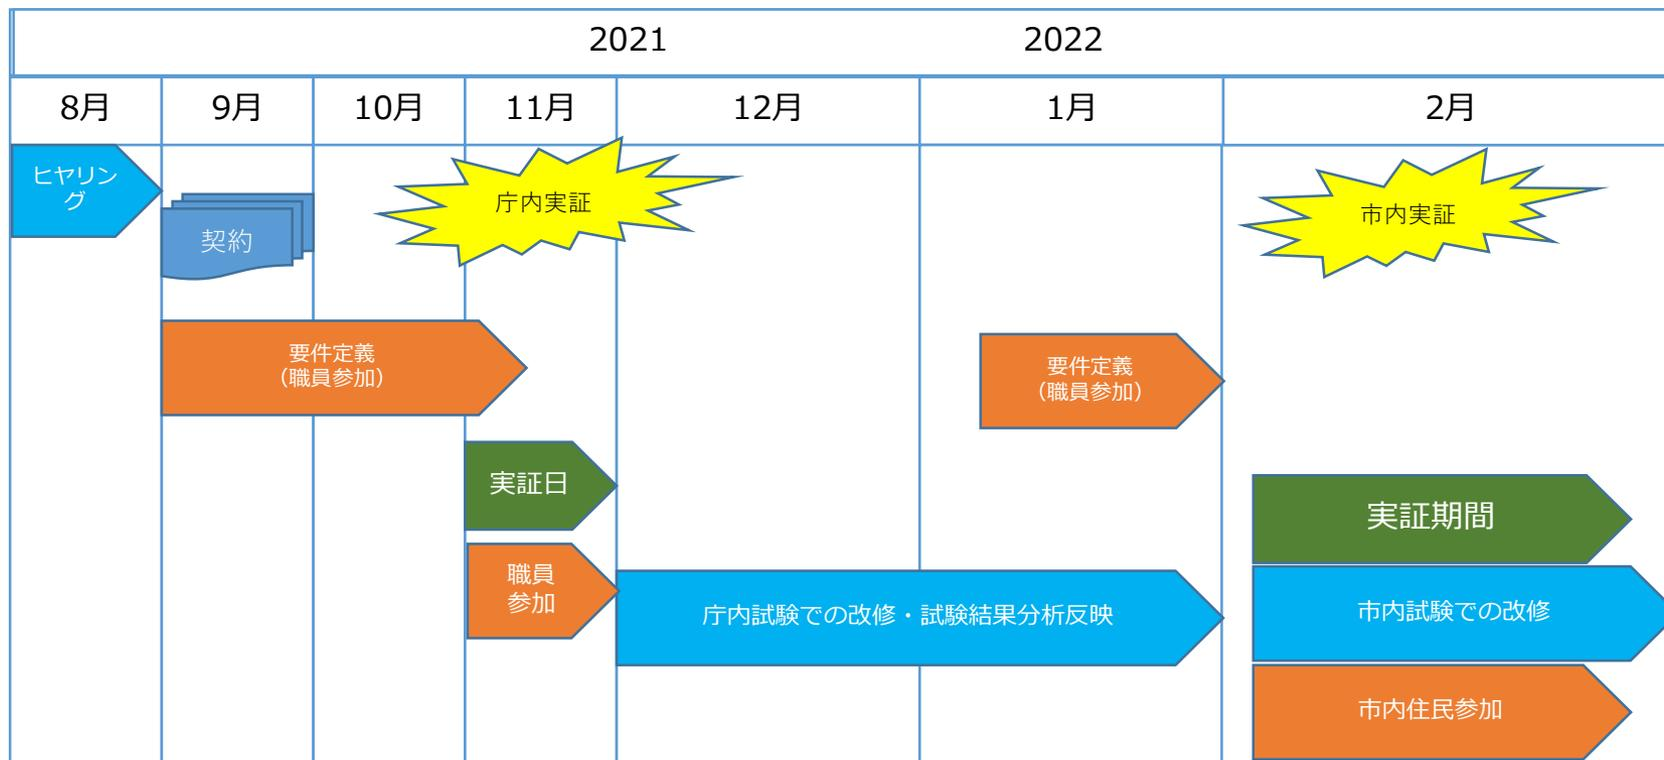 2021
2022
8月
9月
10月
11月
12月
1月
2月
ヒヤリン
グ
契約
庁内実証
市内実証
要件定義
（職員参加）
要件定義
（職員参加）
実証日
実証期間
職員
参加
庁内試験での改修・試験結果分析反映
市内試験での改修
市内住民参加